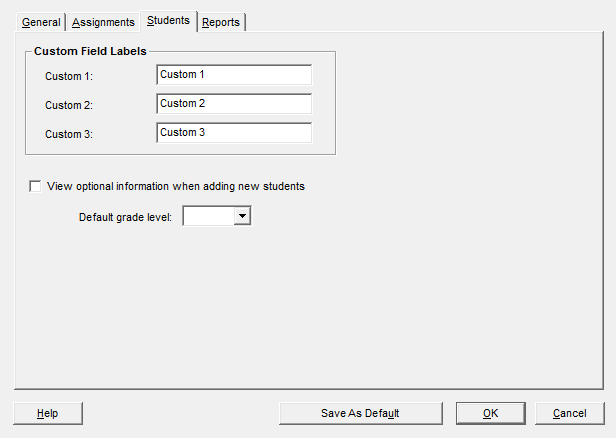 General Assignments Students Reports
Custom Field Labels
Custom 1: Custom 1
Custom 2: Custom 2
Custom 3: Custom 3
View optional information when adding new students
Default grade level:
Help Save As Default OK Cancel